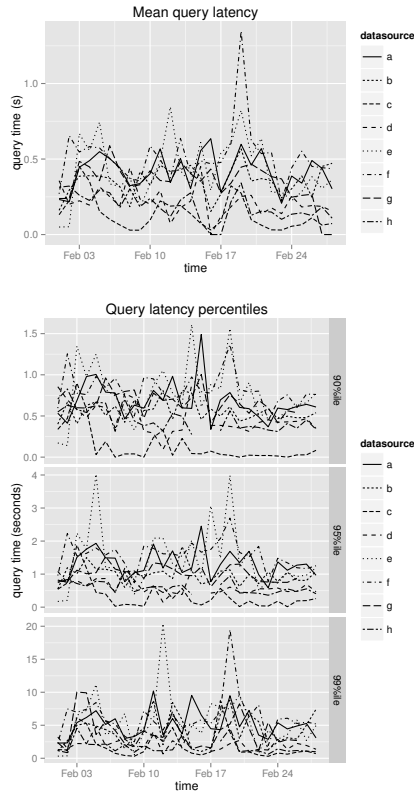 Mean query latency
datasource
a
b
c
d
e
f
g
h
query time (s)
1.0
0.5
0.0
Feb 03 Feb 10 Feb 17 Feb 24
time
Query latency percentiles
1.5
1.0
0.5
0.0
90%ile
4
3
2
1
0
95%ile
20
15
10
5
0
99%ile
query time (seconds)
Feb 03 Feb 10 Feb 17 Feb 24
time
datasource
a
b
c
d
e
f
g
h